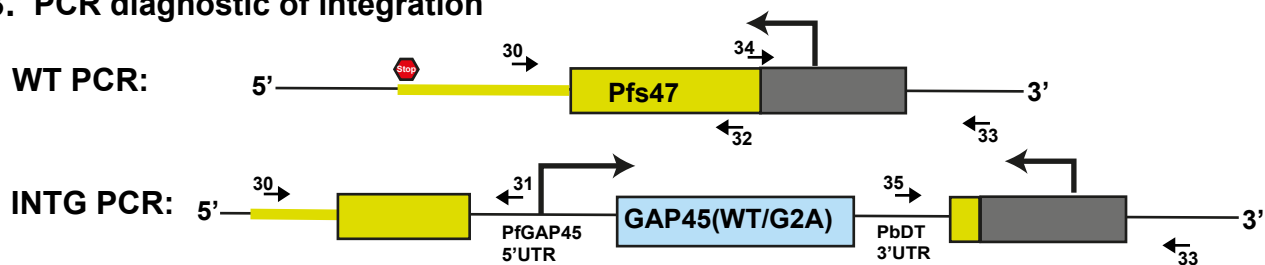 PCR diagnostic of integration
30
34
Stop
WT PCR:
5’
Pfs47
3’
32
33
30
31
35
INTG PCR:
5’
GAP45(WT/G2A)
3’
PfGAP45
5’UTR
PbDT
3’UTR
33